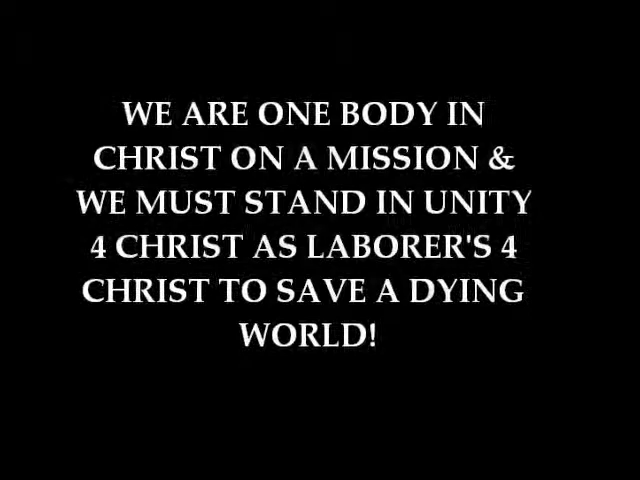 WE ARE ONE BODY IN
CHRIST ON A MISSION &
WE MUST STAND IN UNITY
4 CHRIST AS LABORER'S 4
CHRIST TO SAVE A DYING
WORLD!